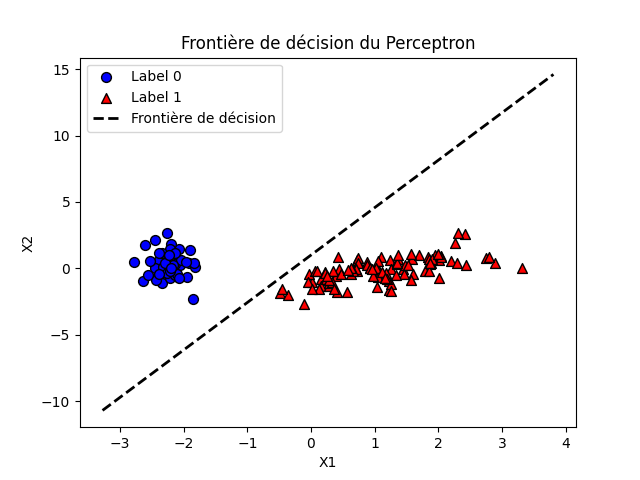 Frontière de décision du Perceptron
Label 0
Label 1
Frontière de décision
X2
15
10
5
0
−5
−10
−3
−2
−1
0
1
2
3
4
X1